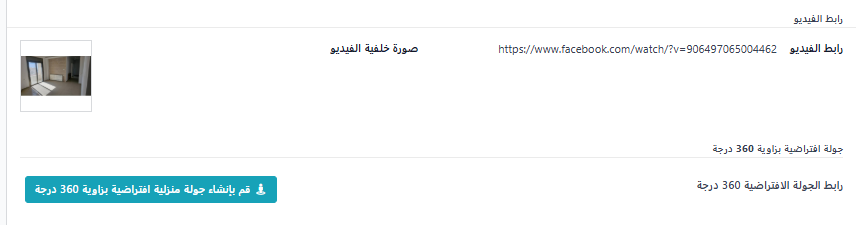 رابط الفيديو
رابط الفيديو https://www.facebook.com/watch/?v=906497065004462 صورة خلفية الفيديو
جولة افتراضية بزاوية 360 درجة
رابط الجولة الافتراضية 360 درجة
قم بإنشاء جولة منزلية افتراضية بزاوية 360 درجة